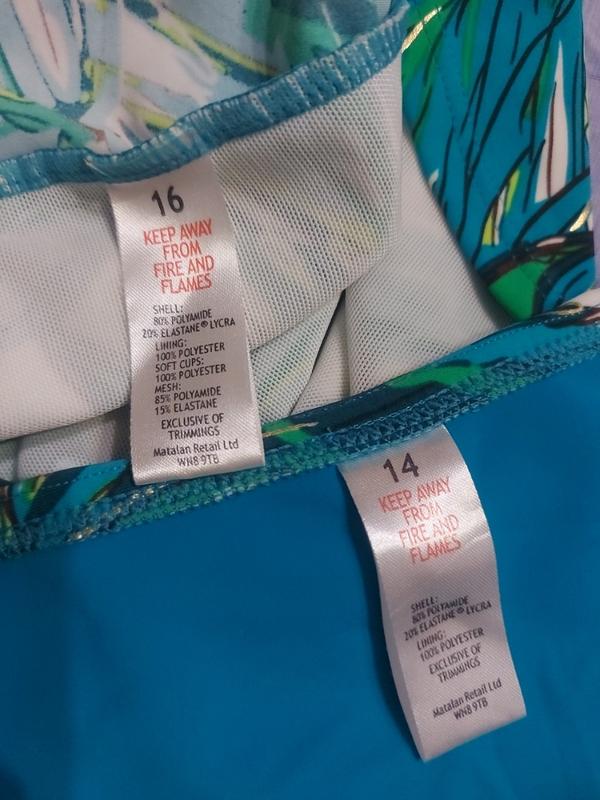 16
KEEP AWAY
FROM
FIRE AND
FLAMES
SHELL:
80% POLYAMIDE
20% ELASTANE® LYCRA
LINING:
100% POLYESTER
SOFT CUPS:
100% POLYESTER
MESH:
85% POLYAMIDE
15% ELASTANE
EXCLUSIVE OF
TRIMMINGS
Matalan Retail Ltd
WN8 9TB
14
KEEP AWAY
FROM
FIRE AND
FLAMES
SHELL:
80% POLYAMIDE
20% ELASTANE® LYCRA
LINING:
100% POLYESTER
EXCLUSIVE OF
TRIMMINGS
Matalan Retail Ltd
WN8 9TB